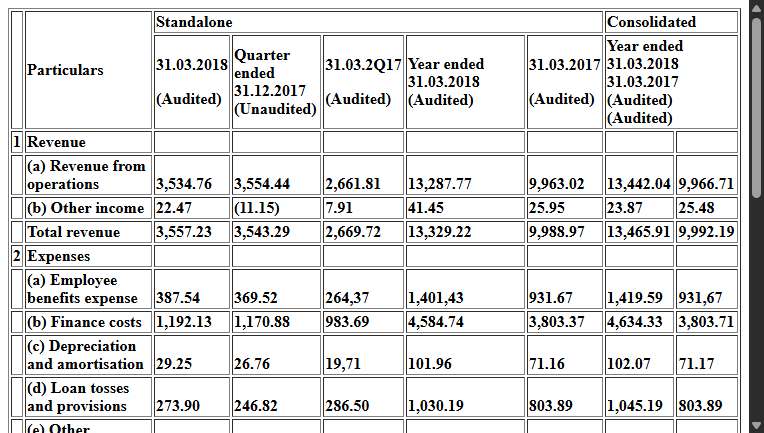 Standalone Consolidated
Particulars 31.03.2018 (Audited) Quarter ended 31.12.2017 (Unaudited) 31.03.2Q17 (Audited) Year ended 31.03.2018 (Audited) 31.03.2017 (Audited) Year ended 31.03.2018 31.03.2017 (Audited) (Audited)
1 Revenue
(a) Revenue from operations 3,534.76 3,554.44 2,661.81 13,287.77 9,963.02 13,442.04 9,966.71
(b) Other income 22.47 (11.15) 7.91 41.45 25.95 23.87 25.48
Total revenue 3,557.23 3,543.29 2,669.72 13,329.22 9,988.97 13,465.91 9,992.19
2 Expenses
(a) Employee benefits expense 387.54 369.52 264,37 1,401,43 931.67 1,419.59 931,67
(b) Finance costs 1,192.13 1,170.88 983.69 4,584.74 3,803.37 4,634.33 3,803.71
(c) Depreciation and amortisation 29.25 26.76 19,71 101.96 71.16 102.07 71.17
(d) Loan tosses and provisions 273.90 246.82 286.50 1,030.19 803.89 1,045.19 803.89
(e) Other